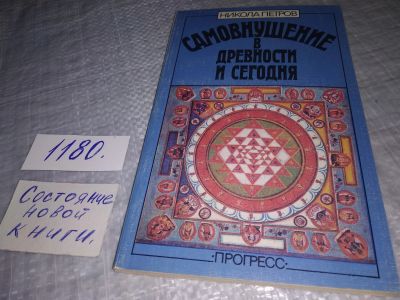 НИКОЛА ПЕТРОВ
САМОВНУШЕНИЕ
В
ДРЕВНОСТИ
И СЕГОДНЯ
·ПРОГРЕСС·
1180.
Состояние
новой
книги.